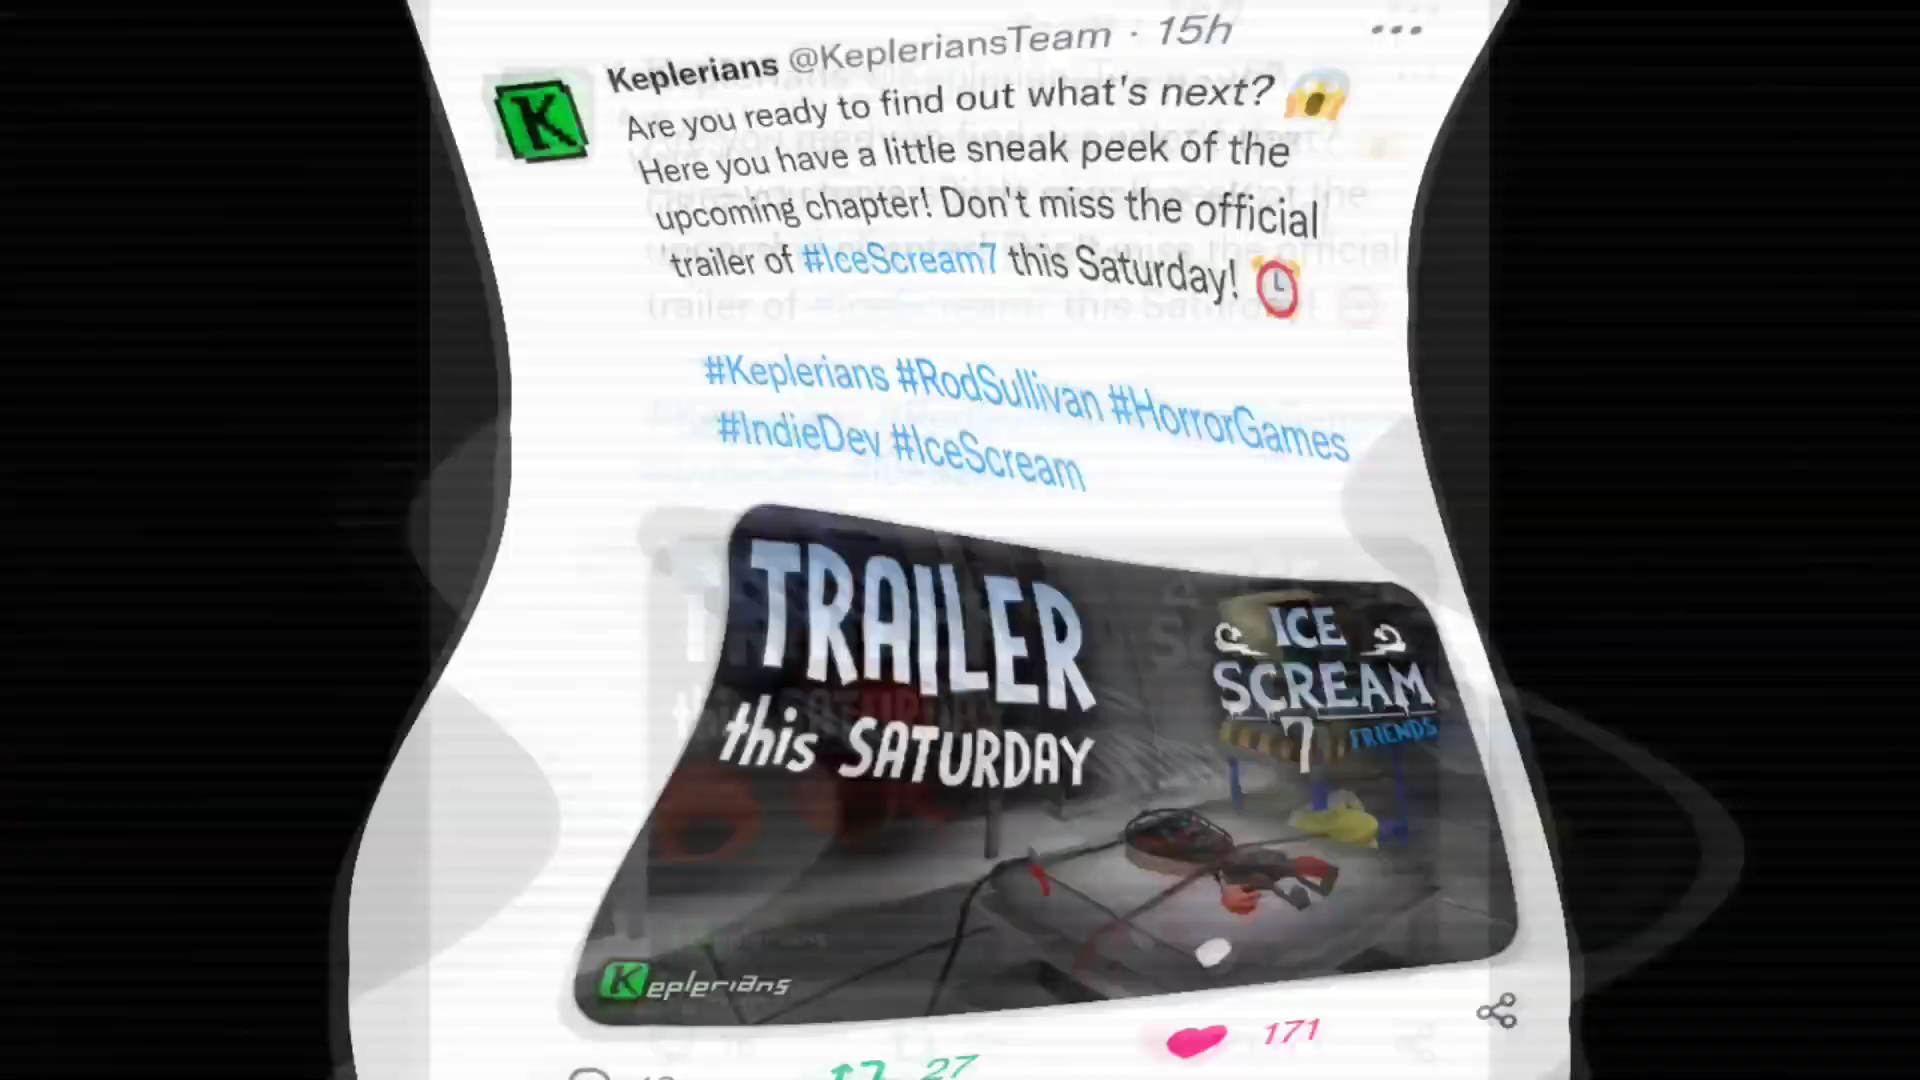 Keplerians @KepleriansTeam · 15h
Are you ready to find out what's next? 😱
Here you have a little sneak peek of the
upcoming chapter! Don't miss the official
trailer of #IceScream7 this Saturday! ⏰
#Keplerians #RodSullivan #HorrorGames
#IndieDev #IceScream
TRAILER
this SATURDAY
ICE
SCREAM
7 FRIENDS
Keplerians
27
171